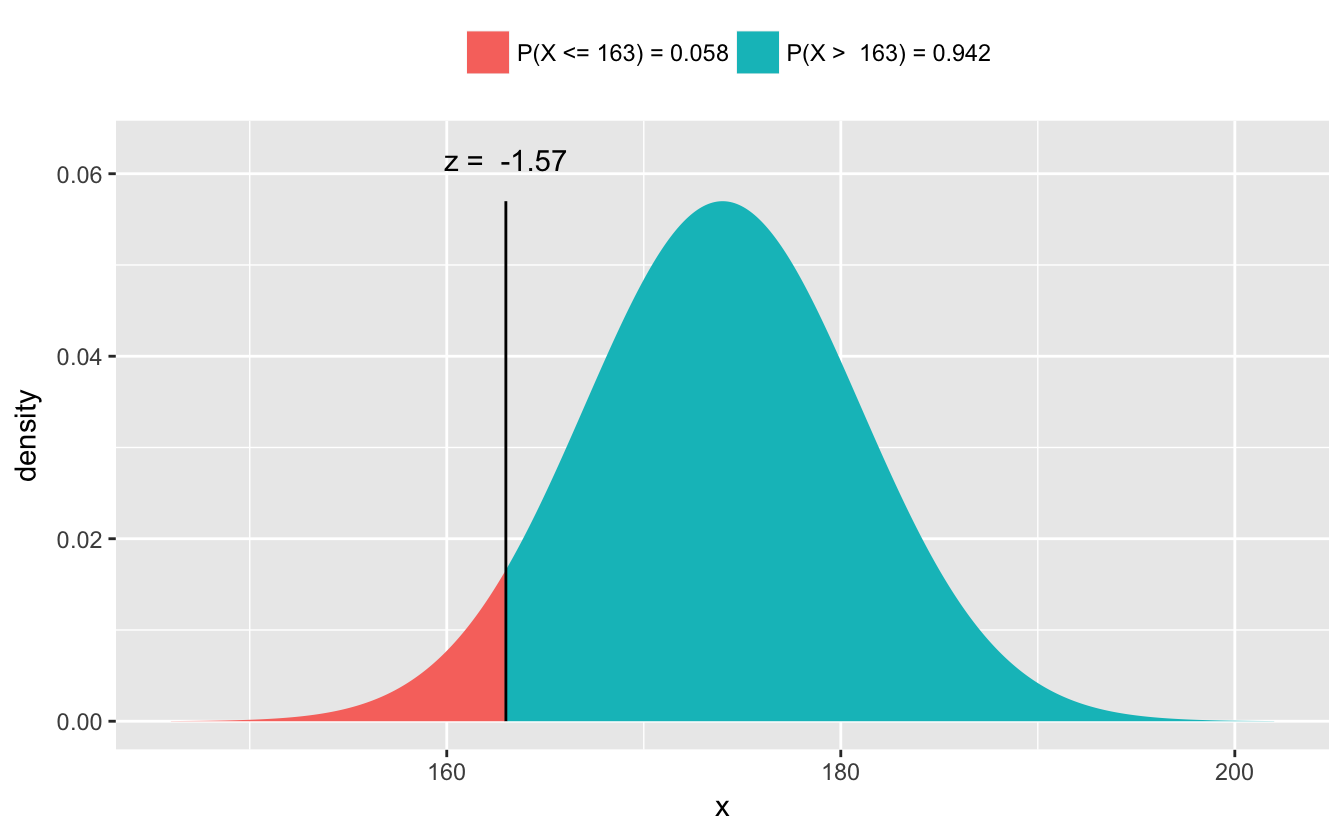 P(X <= 163) = 0.058 P(X >  163) = 0.942
z =  -1.57
0.06
0.04
0.02
0.00
density
160 180 200
x